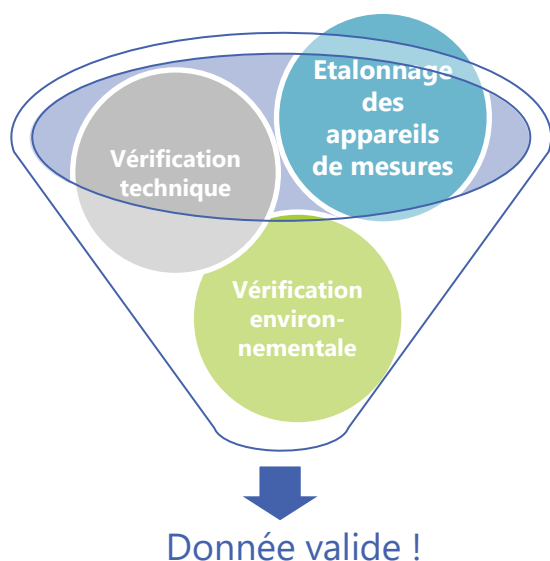 Etalonnage
des
appareils
de mesures
Vérification
technique
Vérification
environ-
nementale
Donnée valide !